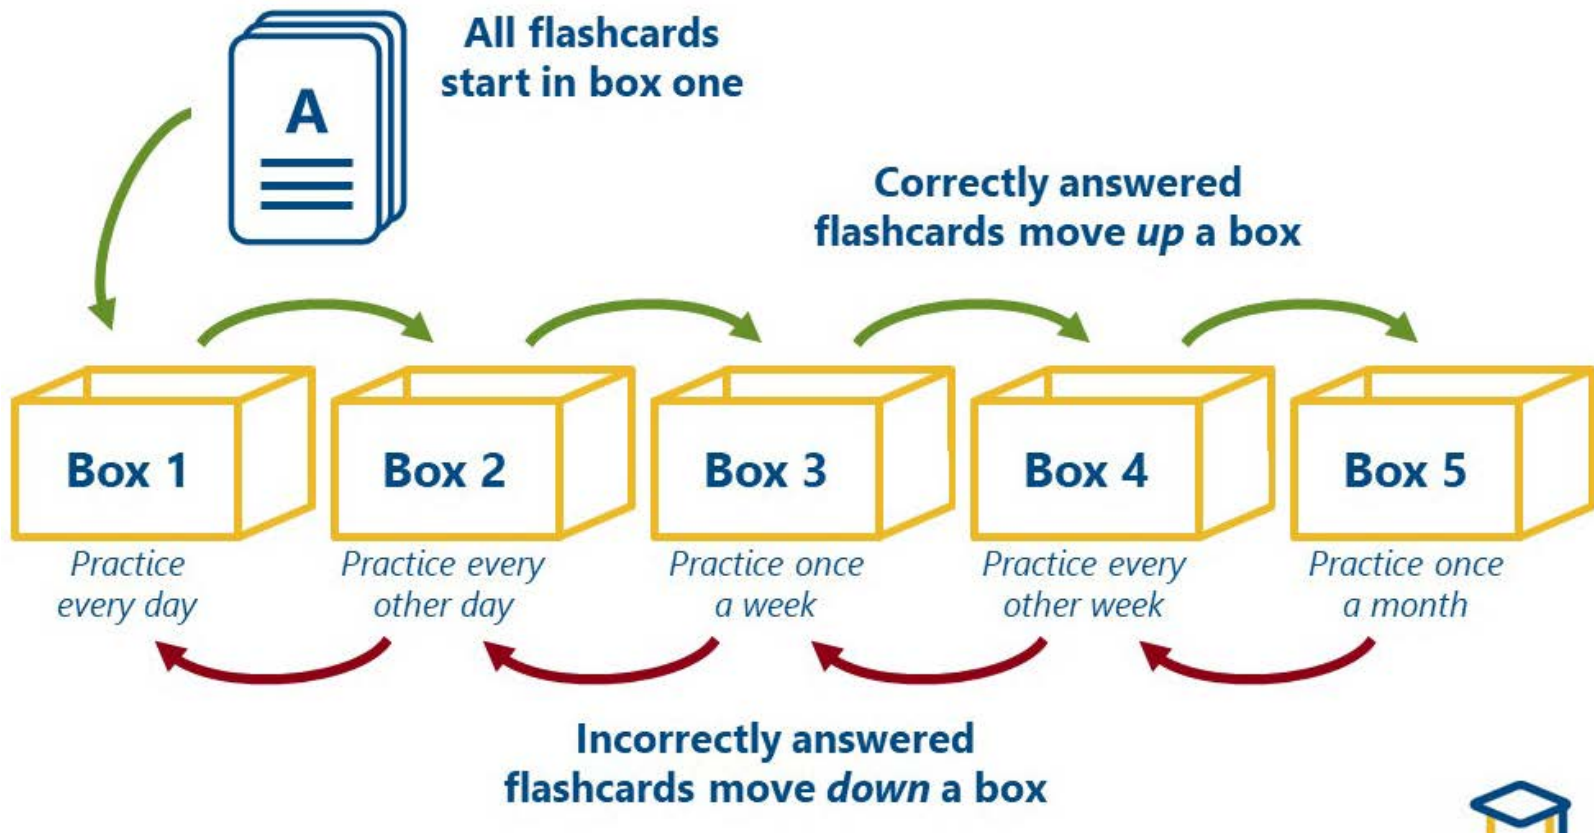 All flashcards
start in box one
A
Correctly answered
flashcards move up a box
Box 1
Box 2
Box 3
Box 4
Box 5
Practice
every day
Practice every
other day
Practice once
a week
Practice every
other week
Practice once
a month
Incorrectly answered
flashcards move down a box